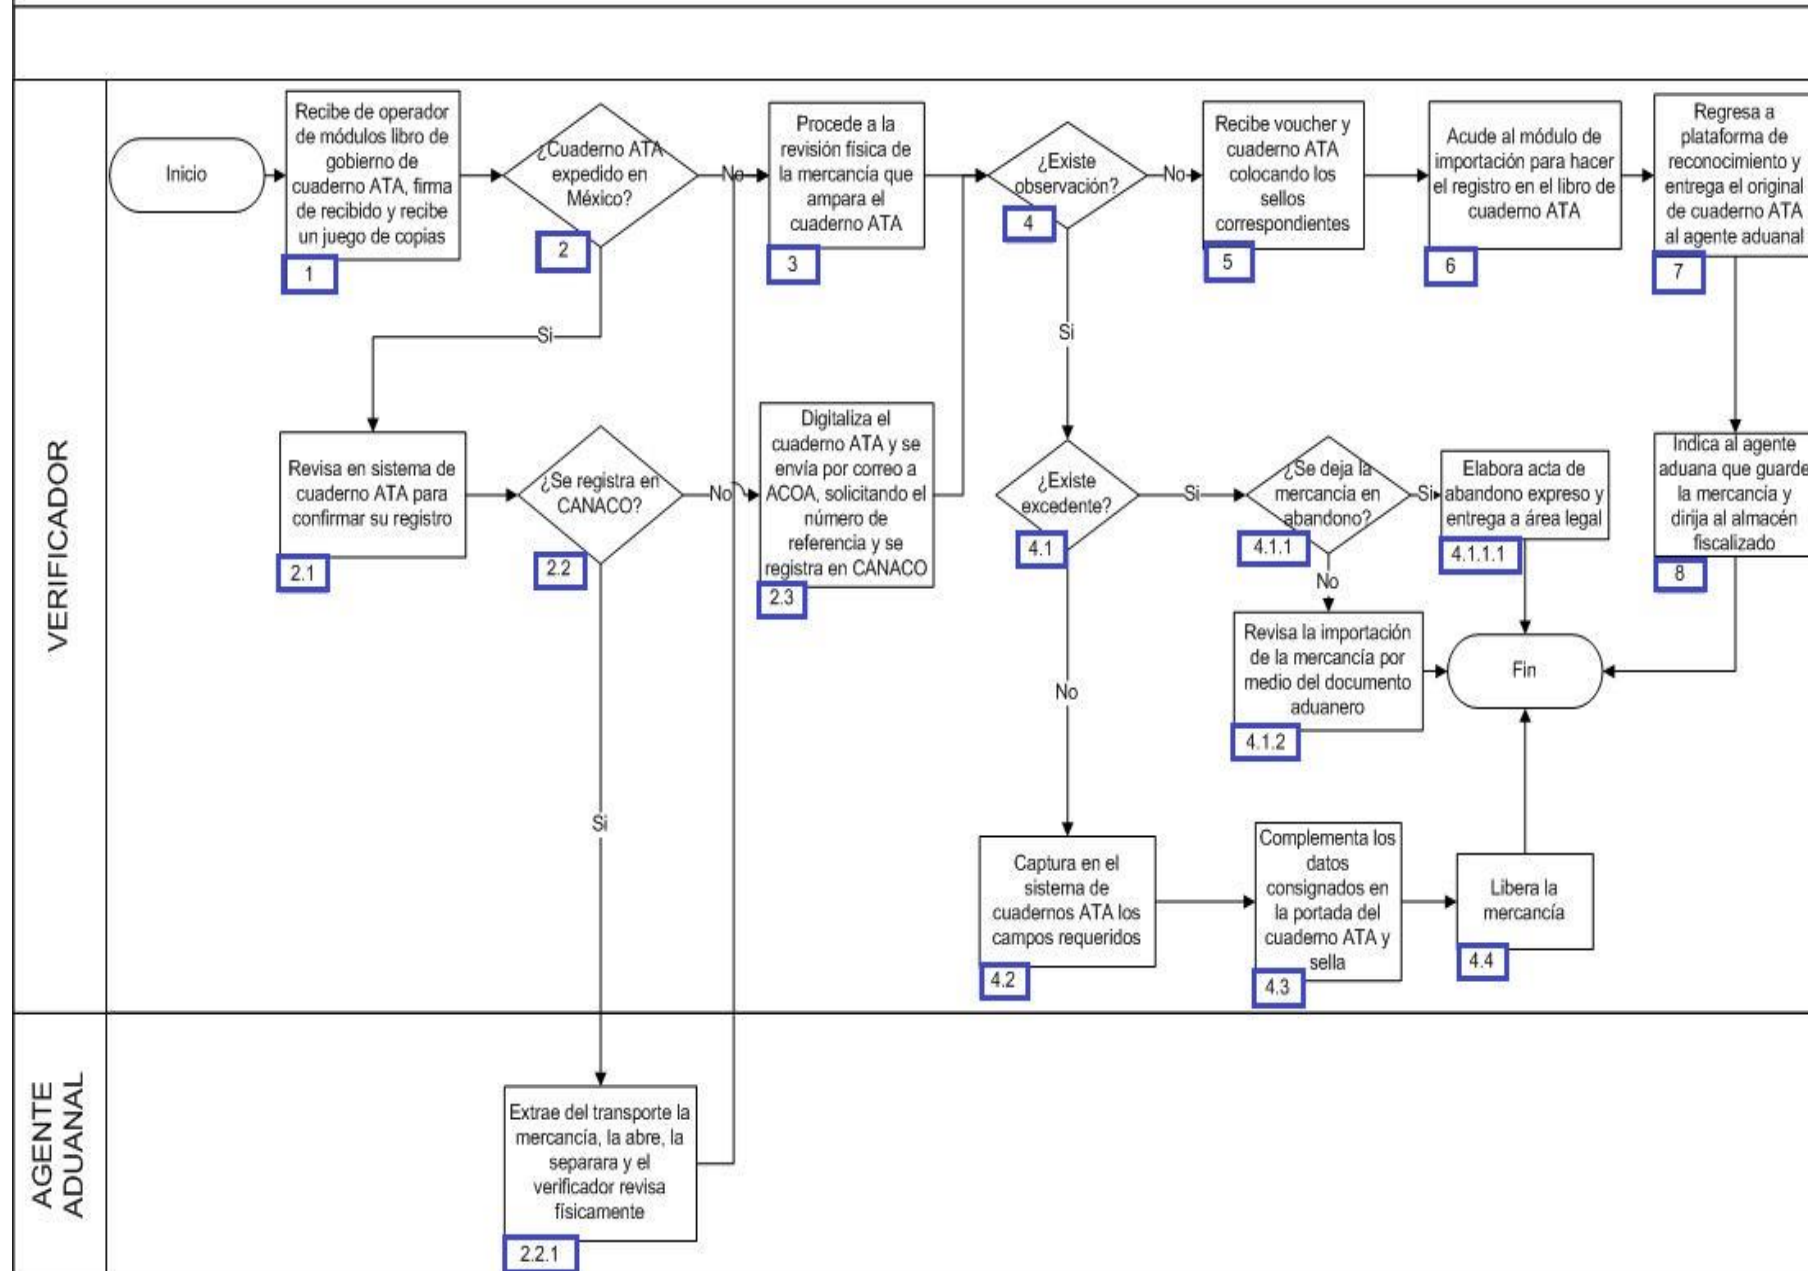 VERIFICADOR
Inicio
Recibe de operador
de módulos libro de
gobierno de
cuaderno ATA, firma
de recibido y recibe
un juego de copias
1
¿Cuaderno ATA
expedido en
México?
2
No
Si
Procede a la
revisión física de
la mercancía que
ampara el
cuaderno ATA
3
¿Existe
observación?
4
No
Si
Recibe voucher y
cuaderno ATA
colocando los
sellos
correspondientes
5
Acude al módulo de
importación para hacer
el registro en el libro de
cuaderno ATA
6
Regresa a
plataforma de
reconocimiento y
entrega el original
de cuaderno ATA
al agente aduanal
7
Revisa en sistema de
cuaderno ATA para
confirmar su registro
2.1
¿Se registra en
CANACO?
2.2
No
Si
Digitaliza el
cuaderno ATA y se
envía por correo a
ACOA, solicitando el
número de
referencia y se
registra en CANACO
2.3
¿Existe
excedente?
4.1
Si
No
¿Se deja la
mercancía en
abandono?
4.1.1
Si
No
Elabora acta de
abandono expreso y
entrega a área legal
4.1.1.1
Indica al agente
aduana que guarde
la mercancía y
dirija al almacén
fiscalizado
8
Revisa la importación
de la mercancía por
medio del documento
aduanero
4.1.2
Fin
Captura en el
sistema de
cuadernos ATA los
campos requeridos
4.2
Complementa los
datos
consignados en
la portada del
cuaderno ATA y
sella
4.3
Libera la
mercancía
4.4
AGENTE
ADUANAL
Extrae del transporte la
mercancía, la abre, la
separara y el
verificador revisa
físicamente
2.2.1